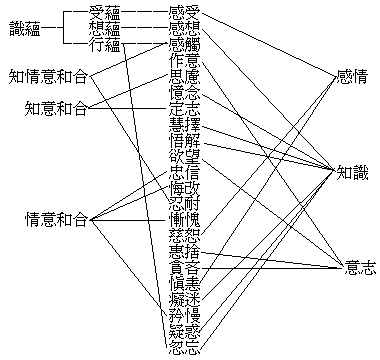 識蘊
受蘊
想蘊
行蘊
知情意和合
知意和合
情意和合
感受
感想
感觸
作意
思慮
憶念
定志
慧擇
悟解
欲望
忠信
悔改
忍耐
慚愧
慈恕
惠捨
貪吝
嗔恚
癡迷
矜慢
疑惑
忽忘
感情
知識
意志